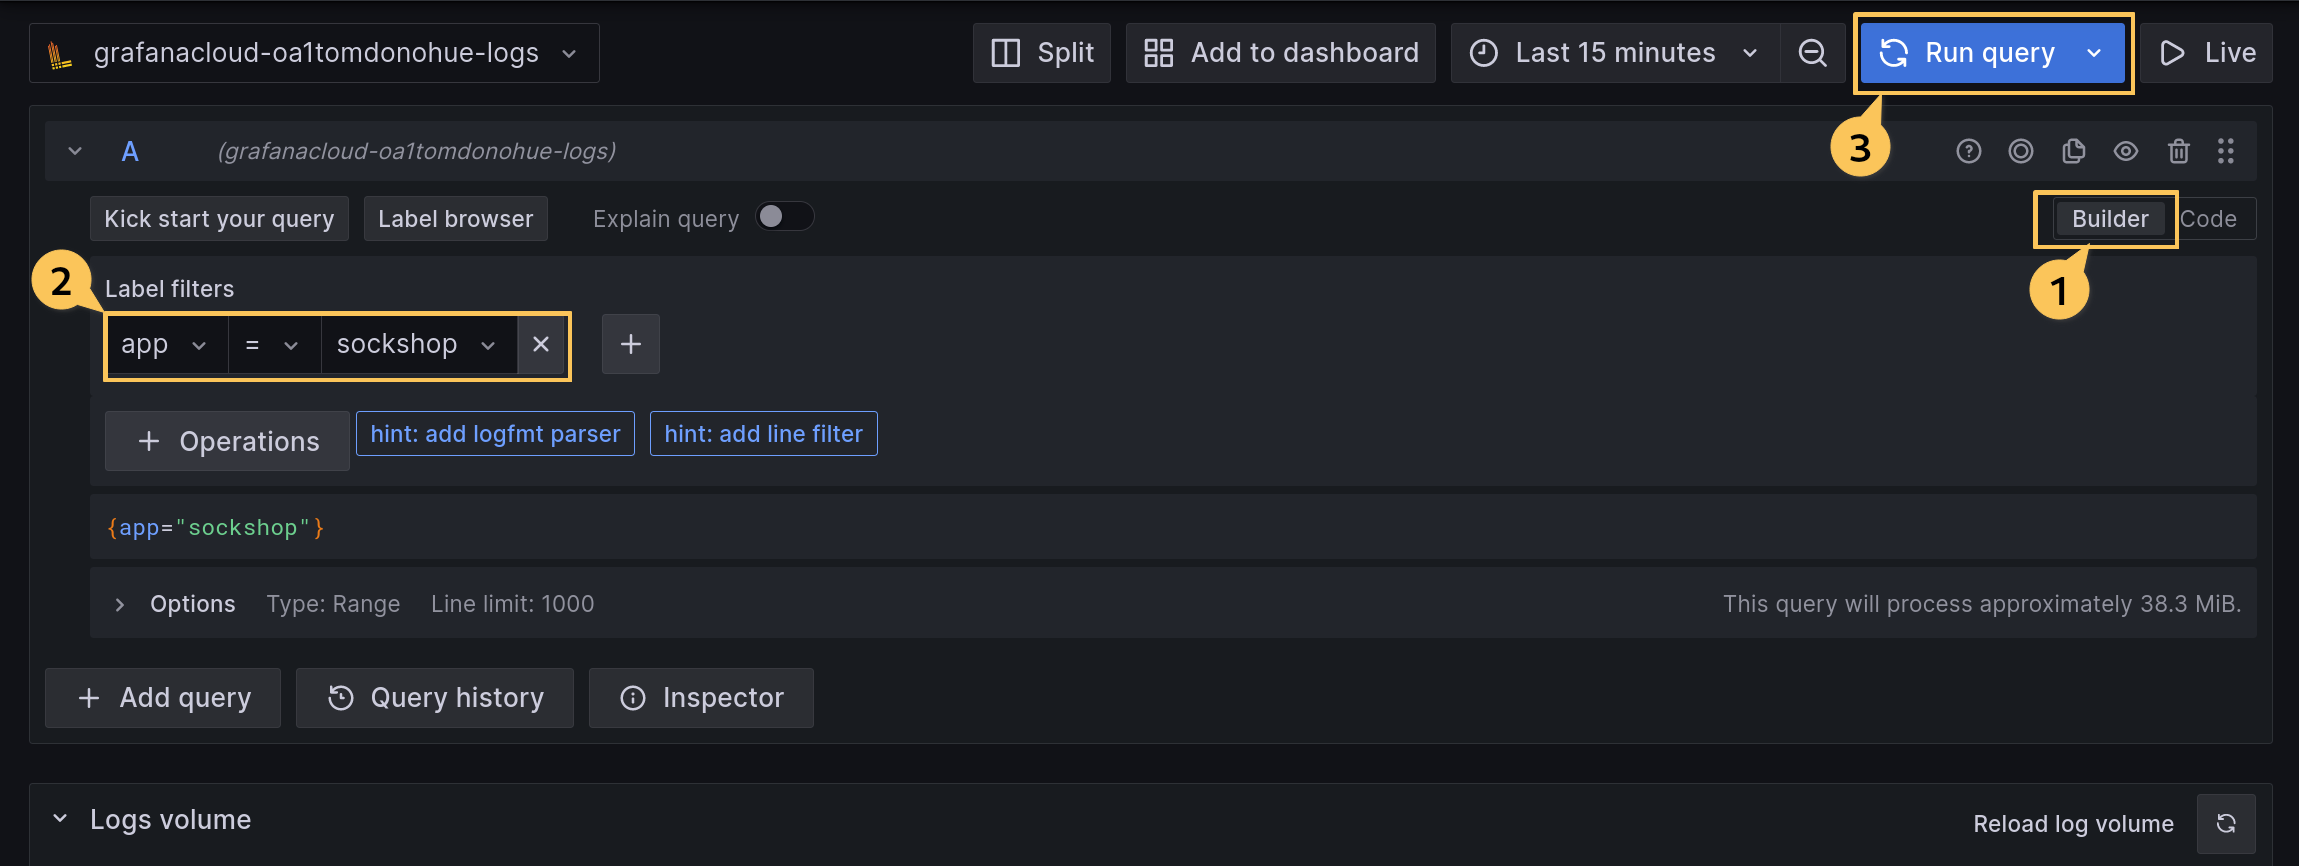 grafanacloud-oa1tomdonohue-logs Split Add to dashboard Last 15 minutes Run query Live
3
A (grafanacloud-oa1tomdonohue-logs)
Kick start your query Label browser Explain query Builder Code
2 1
Label filters
app = sockshop
+ Operations hint: add logfmt parser hint: add line filter
{app="sockshop"}
Options Type: Range Line limit: 1000 This query will process approximately 38.3 MiB.
+ Add query Query history Inspector
Logs volume Reload log volume